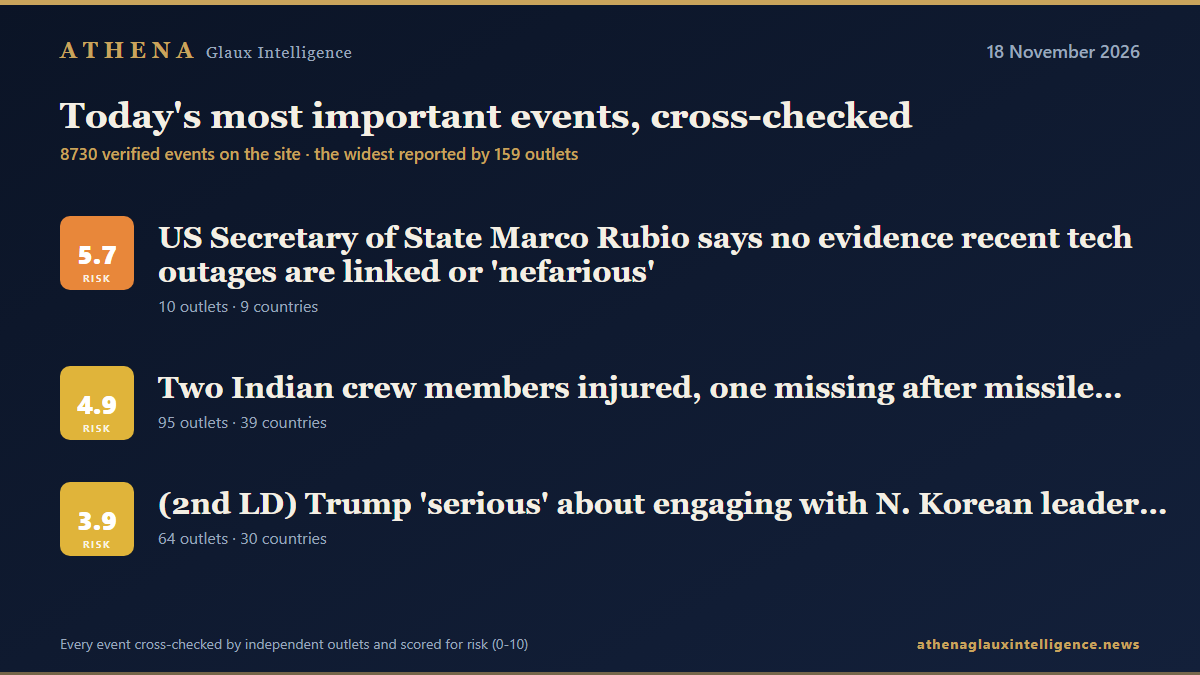 ATHENA Glaux Intelligence
18 November 2026
Today's most important events, cross-checked
8730 verified events on the site · the widest reported by 159 outlets
5.7
RISK
US Secretary of State Marco Rubio says no evidence recent tech
outages are linked or 'nefarious'
10 outlets · 9 countries
4.9
RISK
Two Indian crew members injured, one missing after missile...
95 outlets · 39 countries
3.9
RISK
(2nd LD) Trump 'serious' about engaging with N. Korean leader...
64 outlets · 30 countries
Every event cross-checked by independent outlets and scored for risk (0-10)
athenaglauxintelligence.news